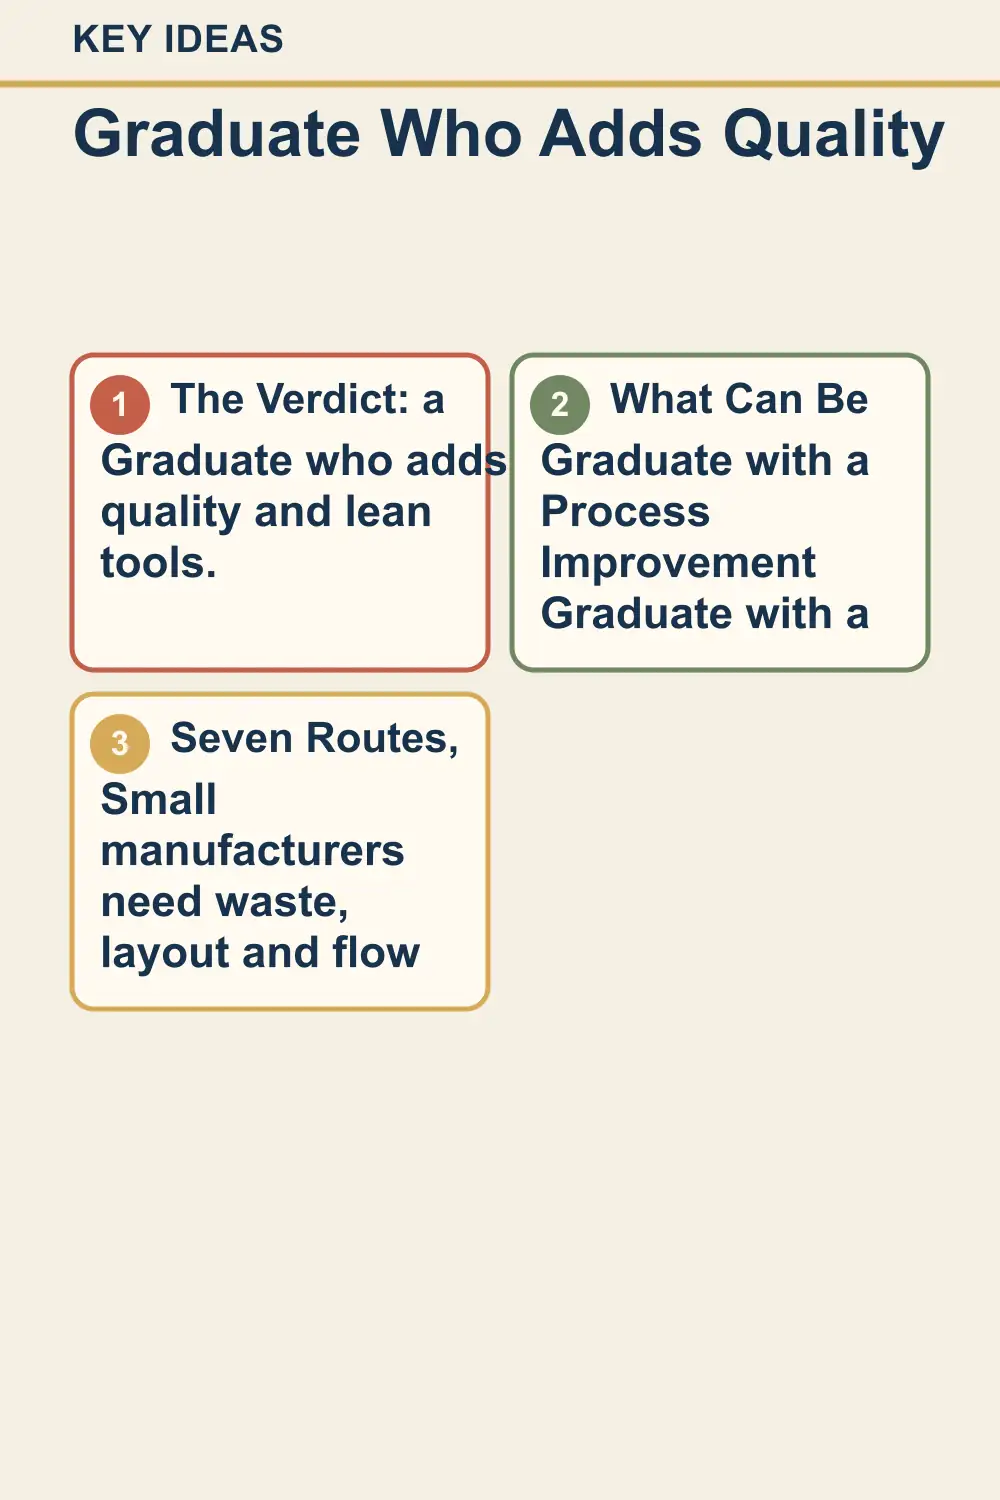 KEY IDEAS
Graduate Who Adds Quality
1
The Verdict: a
Graduate who adds
quality and lean
tools.
2
What Can Be
Graduate with a
Process
Improvement
Graduate with a
3
Seven Routes,
Small
manufacturers
need waste,
layout and flow